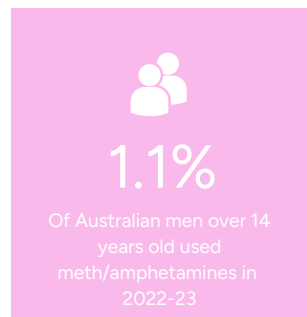 1.1%
Of Australian men over 14
years old used
meth/amphetamines in
2022-23